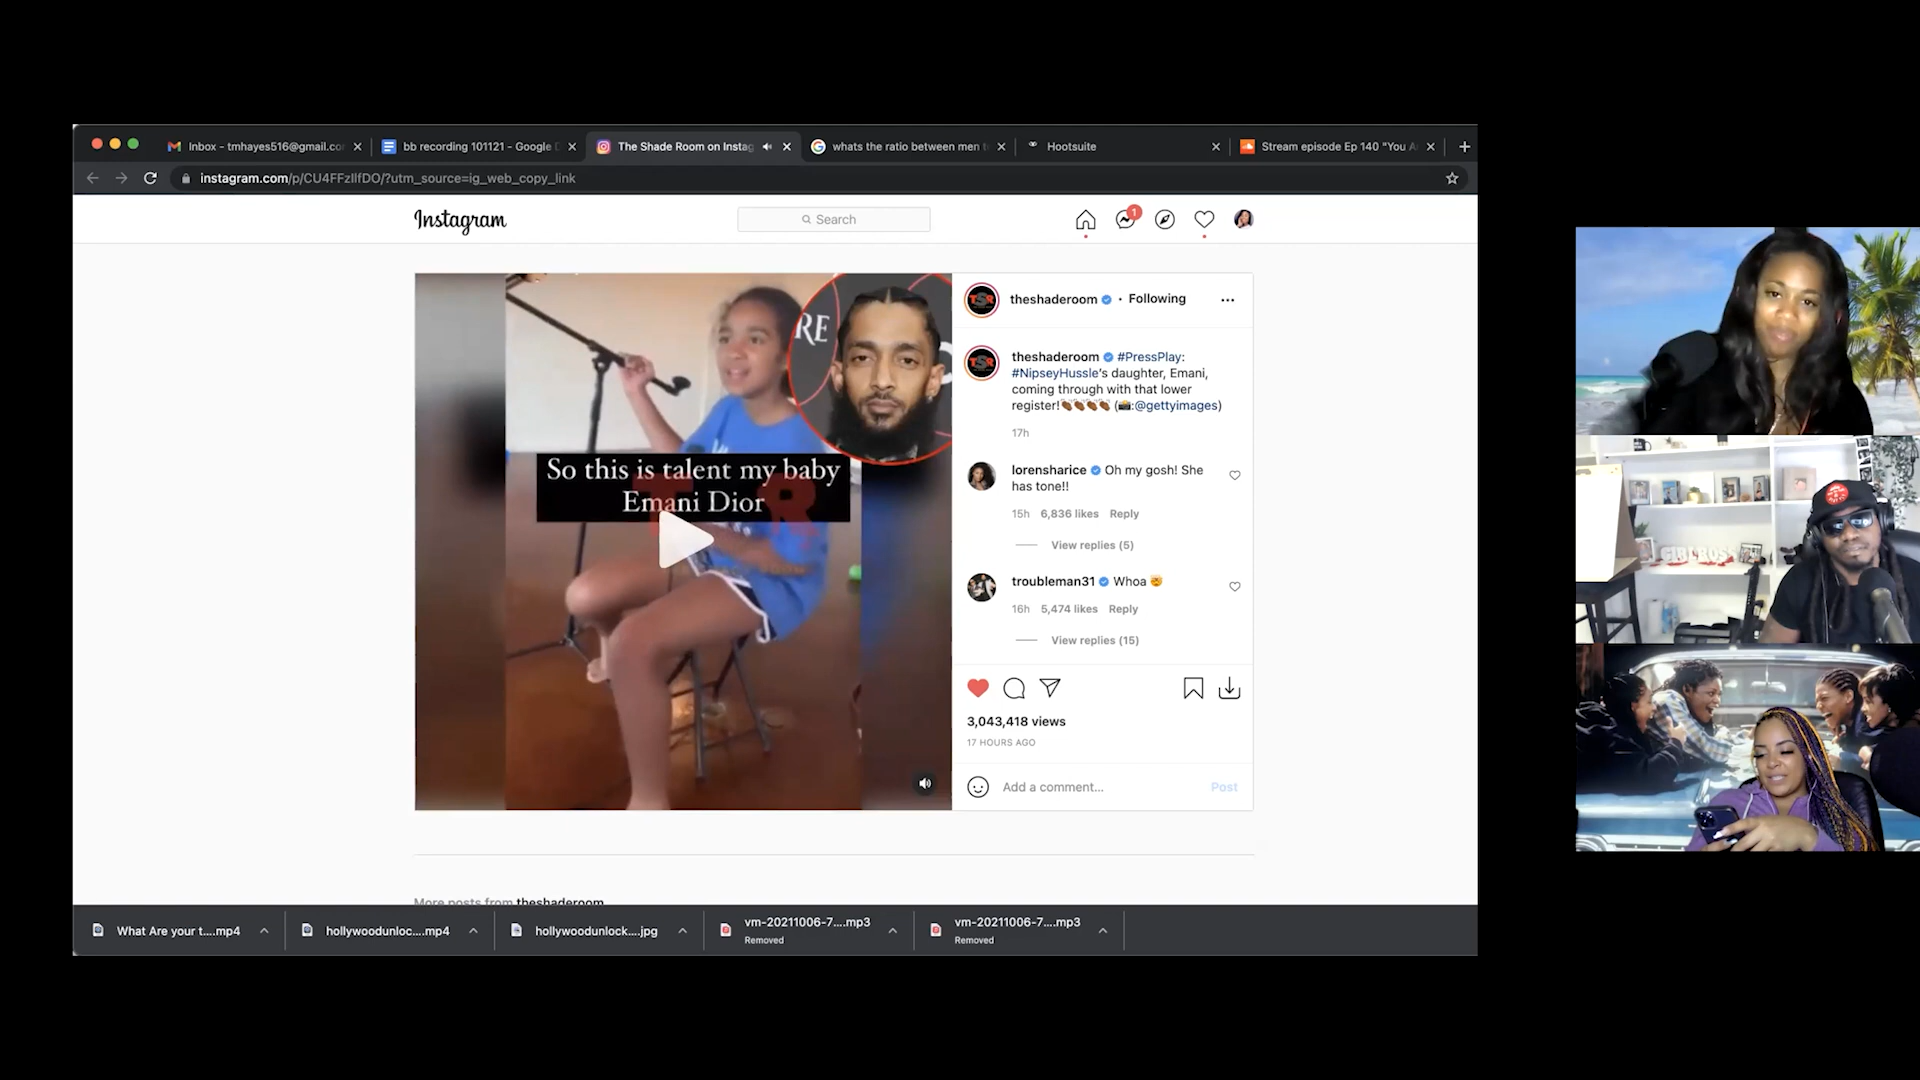 Inbox - tmhayes516@gmail.co
bb recording 101121 - Google D
The Shade Room on Instag
whats the ratio between men t
Hootsuite
Stream episode Ep 140 "You A
instagram.com/p/CU4FFzIlfDO/?utm_source=ig_web_copy_link
Instagram
Search
1
RE
So this is talent my baby
Emani Dior
theshaderoom • Following
theshaderoom #PressPlay:
#NipseyHussle's daughter, Emani,
coming through with that lower
register!👏🏾👏🏾👏🏾👏🏾 (📸:@gettyimages)
17h
lorensharice Oh my gosh! She
has tone!!
15h 6,836 likes Reply
View replies (5)
troubleman31 Whoa 🤯
16h 5,474 likes Reply
View replies (15)
3,043,418 views
17 HOURS AGO
Add a comment...
Post
More posts from theshaderoom
What Are your t....mp4
hollywoodunloc....mp4
hollywoodunlock....jpg
vm-20211006-7....mp3
Removed
vm-20211006-7....mp3
Removed
GIRLBOSS